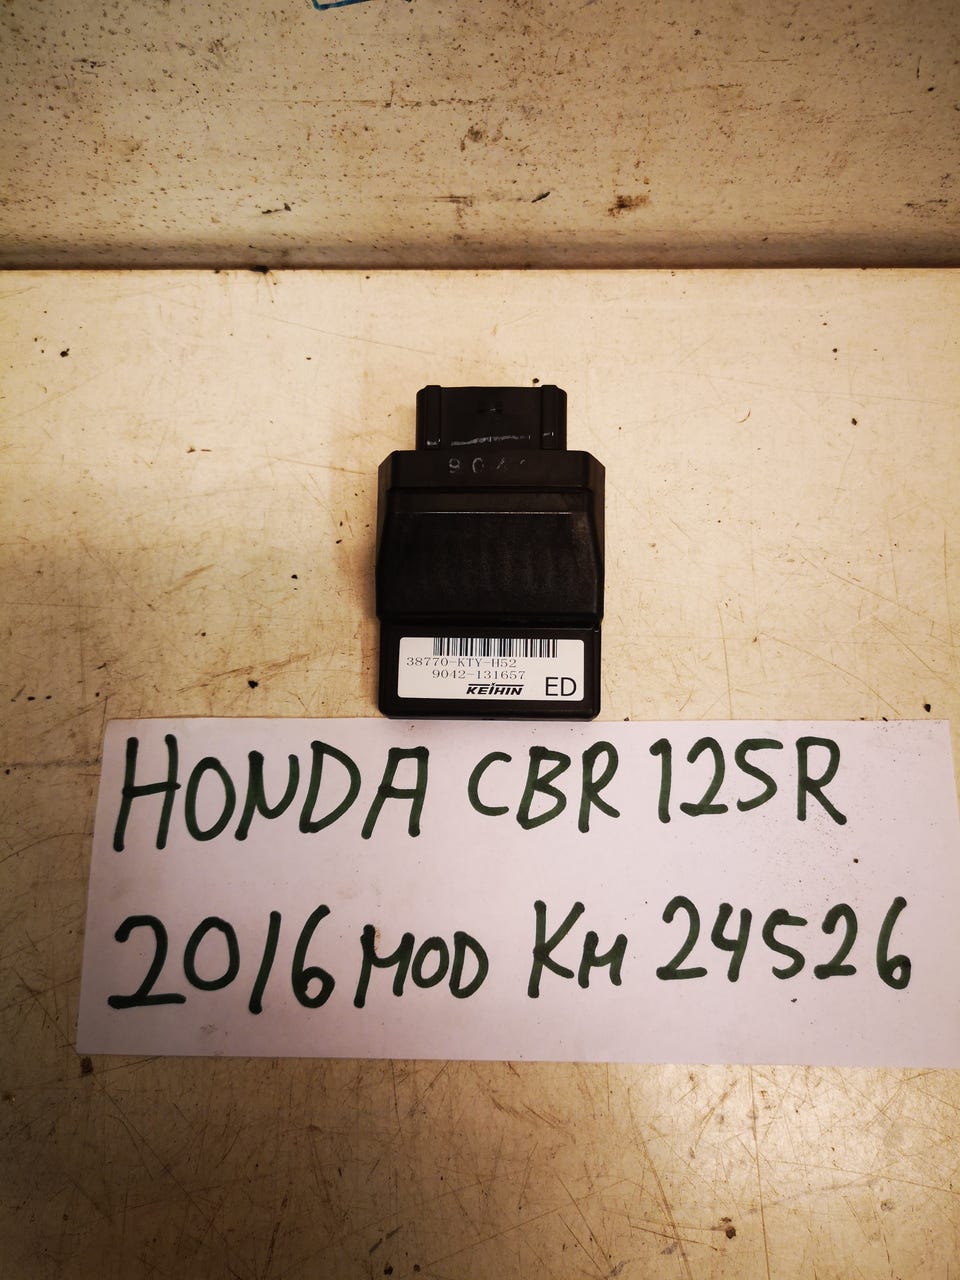 38770-KTY-H52
9042-131657
KEIHIN ED
HONDA CBR 125R
2016 MOD KM 24526